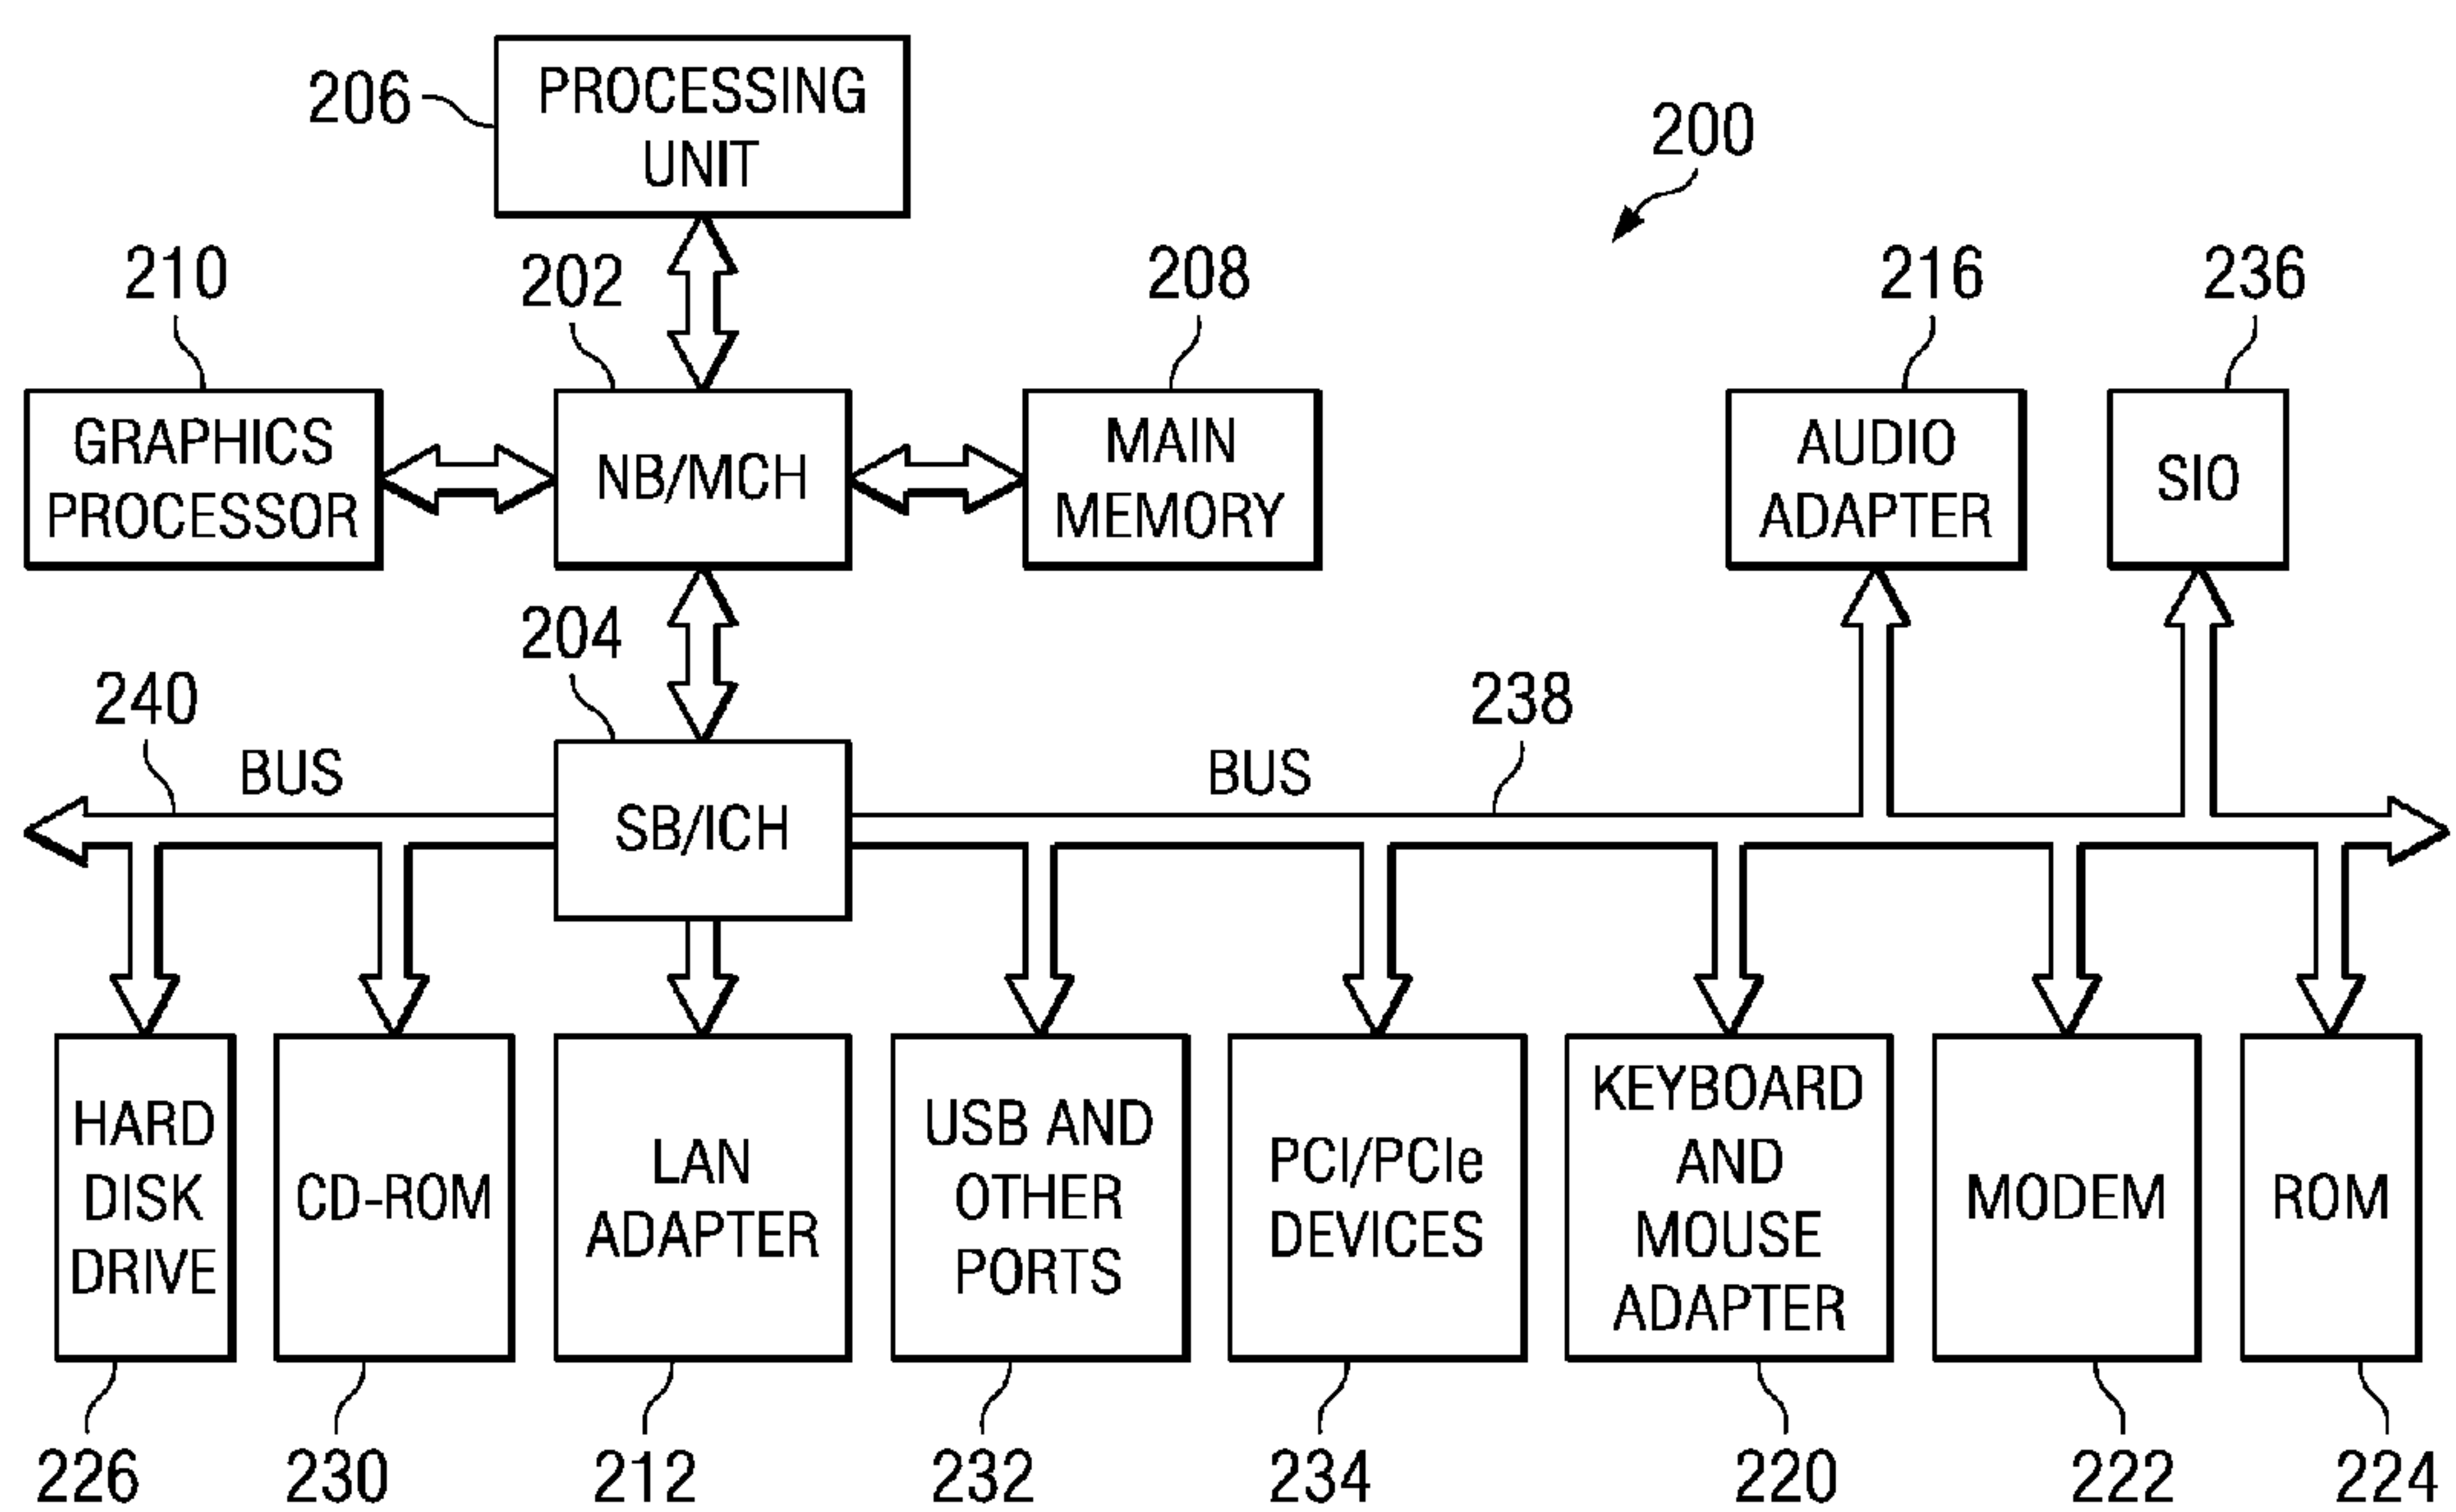 206
PROCESSING
UNIT
200
210
202
208
216
236
GRAPHICS
PROCESSOR
NB/MCH
MAIN
MEMORY
AUDIO
ADAPTER
SIO
204
240
BUS
SB/ICH
BUS
238
HARD
DISK
DRIVE
CD-ROM
LAN
ADAPTER
USB AND
OTHER
PORTS
PCI/PCIe
DEVICES
KEYBOARD
AND
MOUSE
ADAPTER
MODEM
ROM
226
230
212
232
234
220
222
224